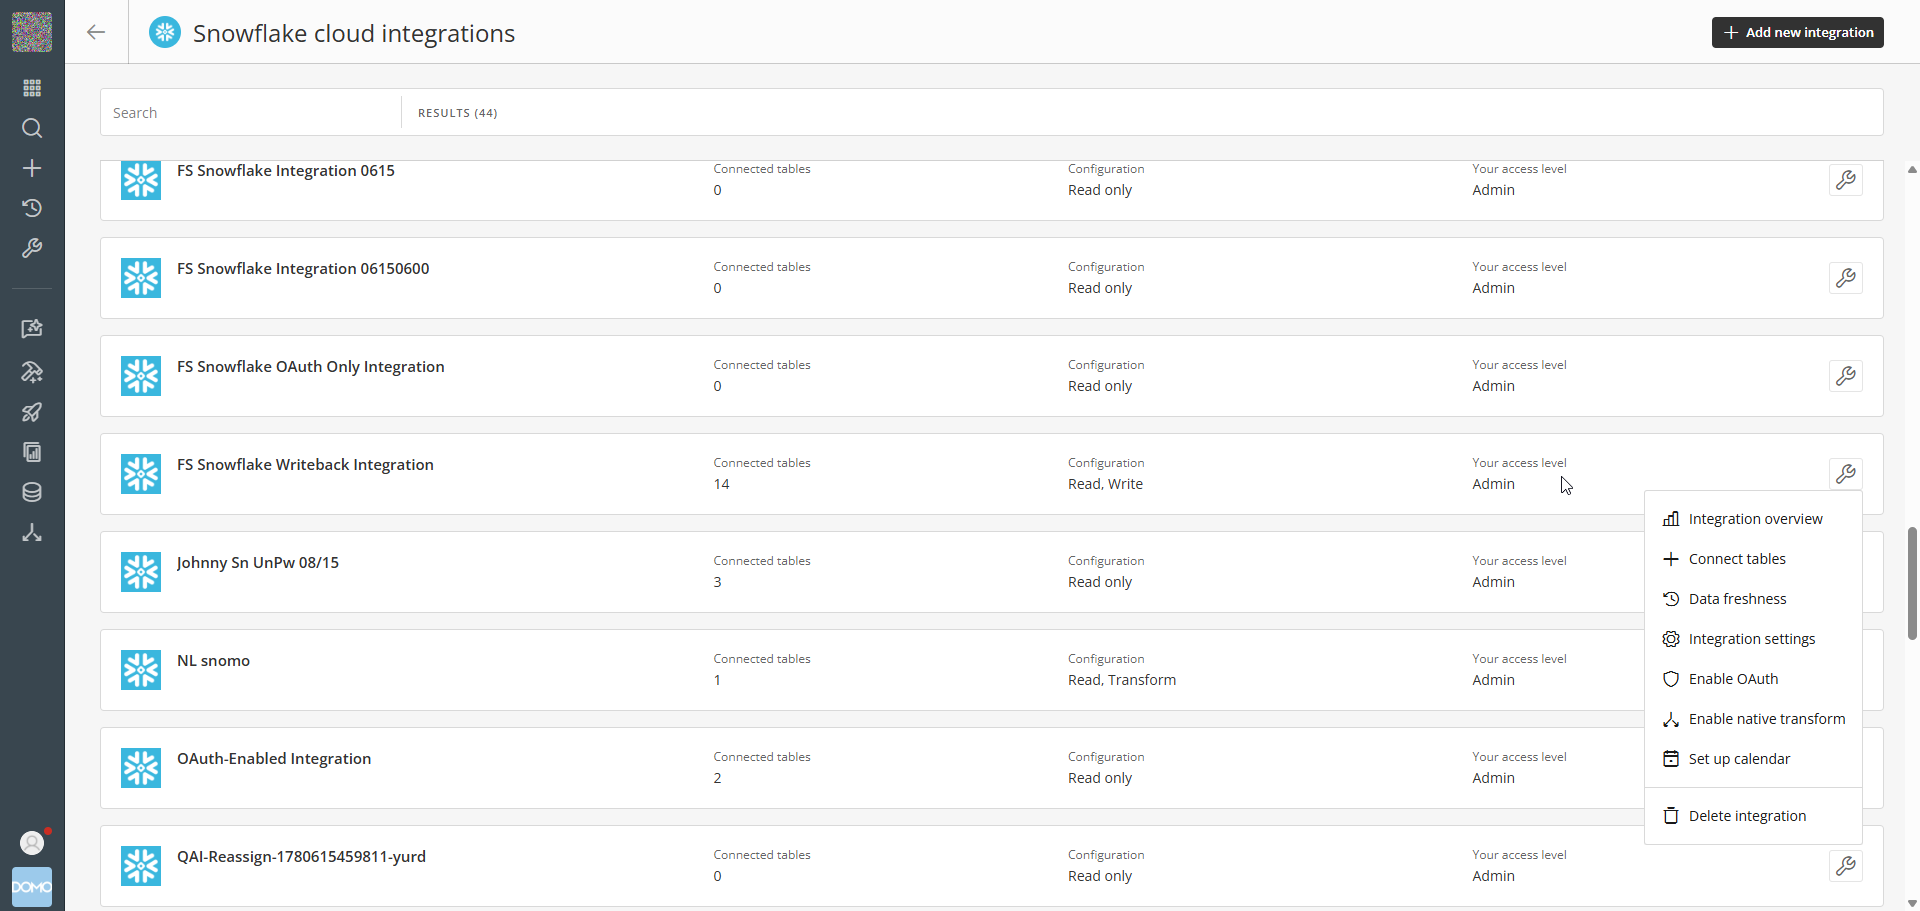 Snowflake cloud integrations
Add new integration
Search
RESULTS (44)
FS Snowflake Integration 0615
Connected tables
0
Configuration
Read only
Your access level
Admin
FS Snowflake Integration 06150600
Connected tables
0
Configuration
Read only
Your access level
Admin
FS Snowflake OAuth Only Integration
Connected tables
0
Configuration
Read only
Your access level
Admin
FS Snowflake Writeback Integration
Connected tables
14
Configuration
Read, Write
Your access level
Admin
Integration overview
Connect tables
Data freshness
Integration settings
Enable OAuth
Enable native transform
Set up calendar
Delete integration
Johnny Sn UnPw 08/15
Connected tables
3
Configuration
Read only
Your access level
Admin
NL snomo
Connected tables
1
Configuration
Read, Transform
Your access level
Admin
OAuth-Enabled Integration
Connected tables
2
Configuration
Read only
Your access level
Admin
QAI-Reassign-1780615459811-yurd
Connected tables
0
Configuration
Read only
Your access level
Admin
DOMO